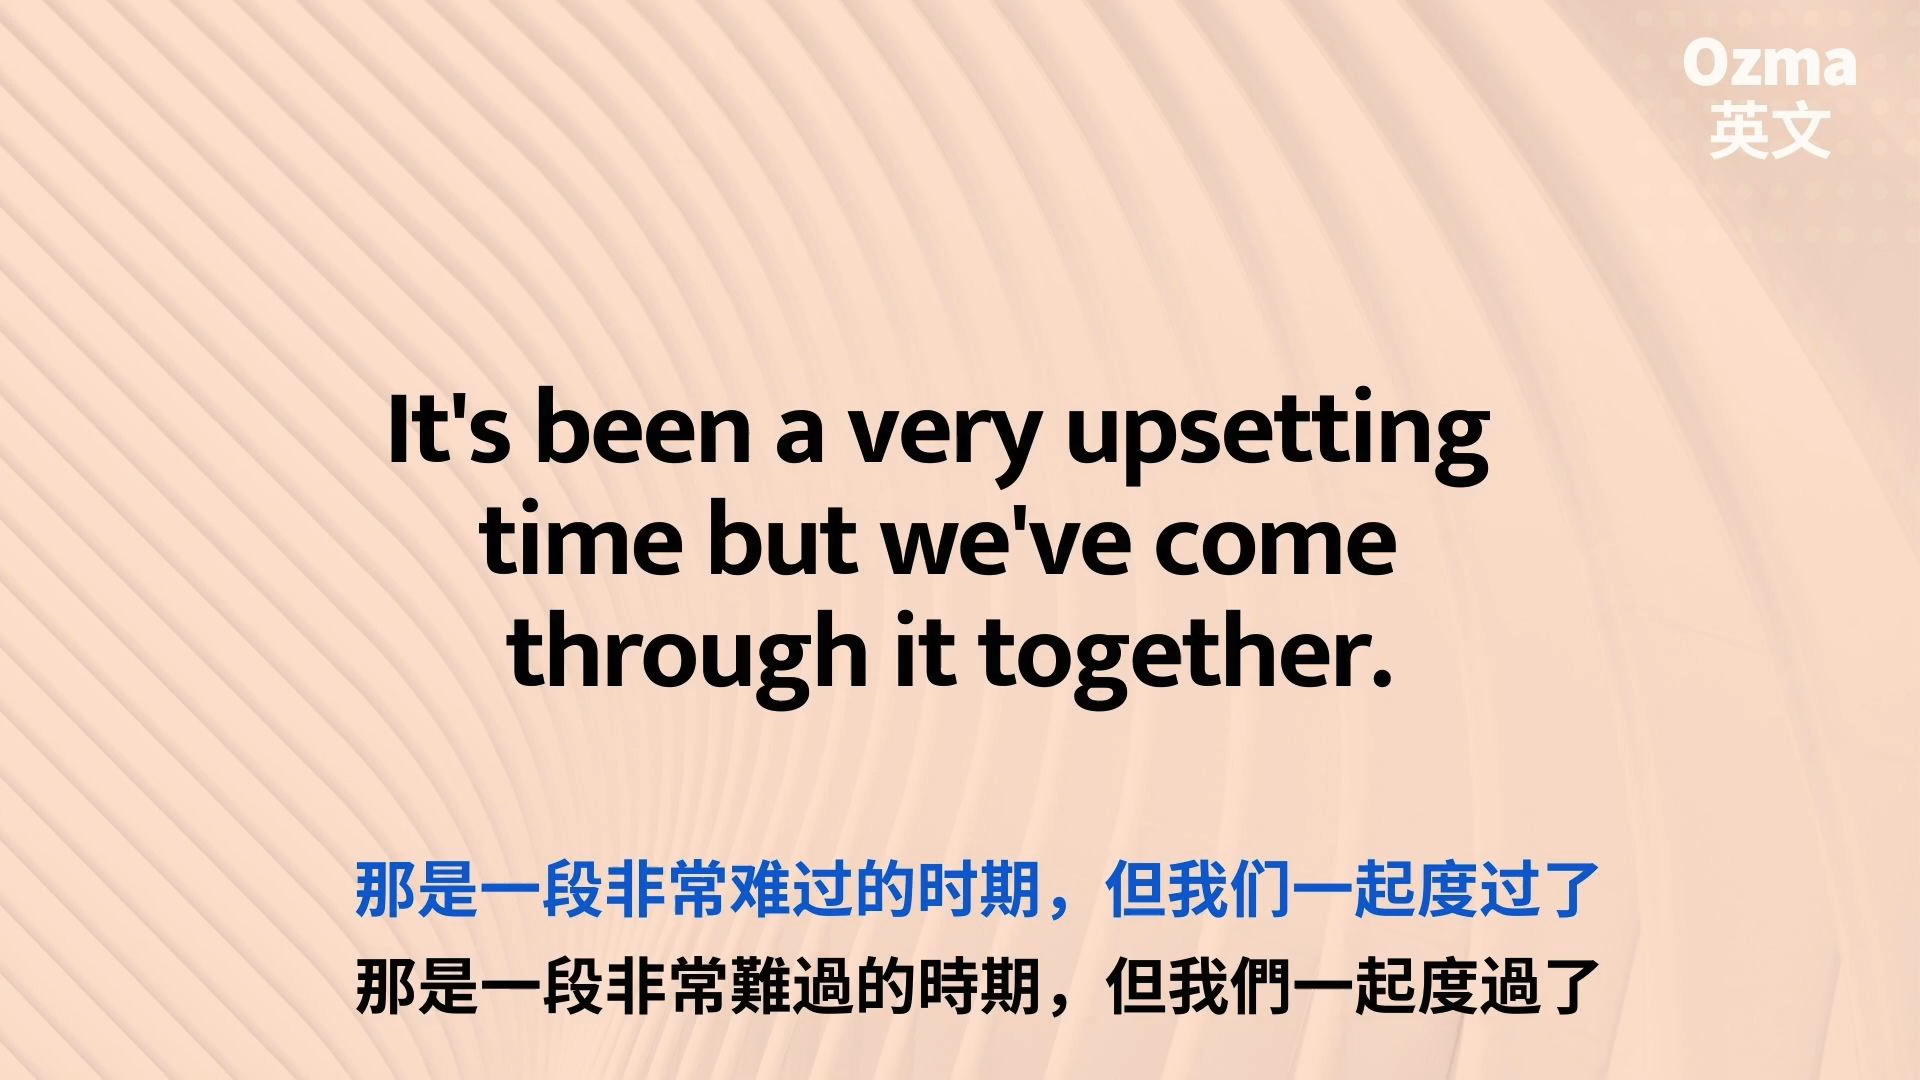 Ozma
英文
It's been a very upsetting
time but we've come
through it together.
那是一段非常难过的时期，但我们一起度过了
那是一段非常難過的時期，但我們一起度過了